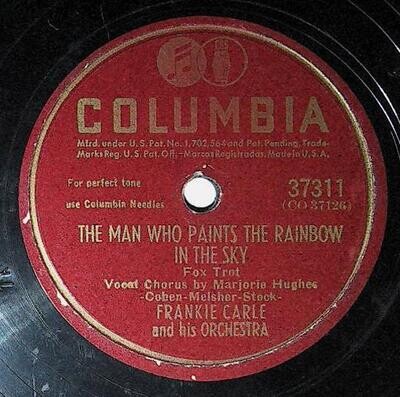 COLUMBIA
Mfrd. under U.S. Pat. No. 1,702,564 and Pat. Pending. Trade-
Marks Reg. U.S. Pat. Off.-Marcas Registradas. Made in U.S.A.
For perfect tone
use Columbia Needles
37311
(CO 37126)
THE MAN WHO PAINTS THE RAINBOW
IN THE SKY
Fox Trot
Vocal Chorus by Marjorie Hughes
-Cohen-Melsher-Stock-
FRANKIE CARLE
and his ORCHESTRA